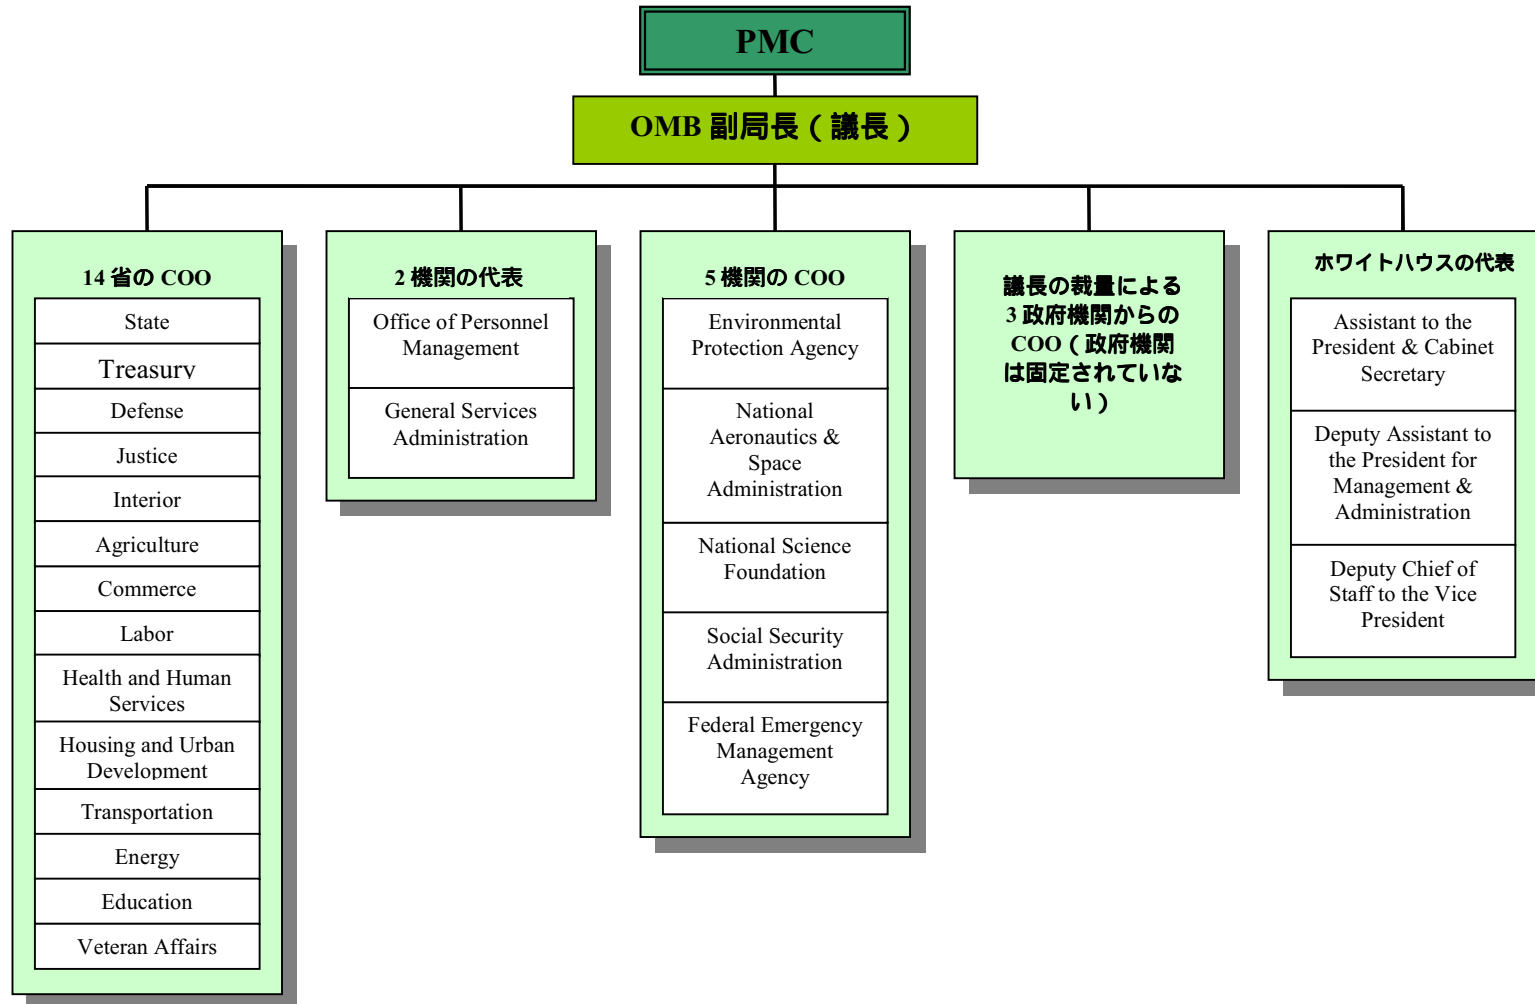 PMC
OMB 副局長（議長）
14 省の COO
State
Treasury
Defense
Justice
Interior
Agriculture
Commerce
Labor
Health and Human
Services
Housing and Urban
Development
Transportation
Energy
Education
Veteran Affairs
2 機関の代表
Office of Personnel
Management
General Services
Administration
5 機関の COO
Environmental
Protection Agency
National
Aeronautics &
Space
Administration
National Science
Foundation
Social Security
Administration
Federal Emergency
Management
Agency
議長の裁量による
3 政府機関からの
COO（政府機関
は固定されていな
い）
ホワイトハウスの代表
Assistant to the
President & Cabinet
Secretary
Deputy Assistant to
the President for
Management &
Administration
Deputy Chief of
Staff to the Vice
President